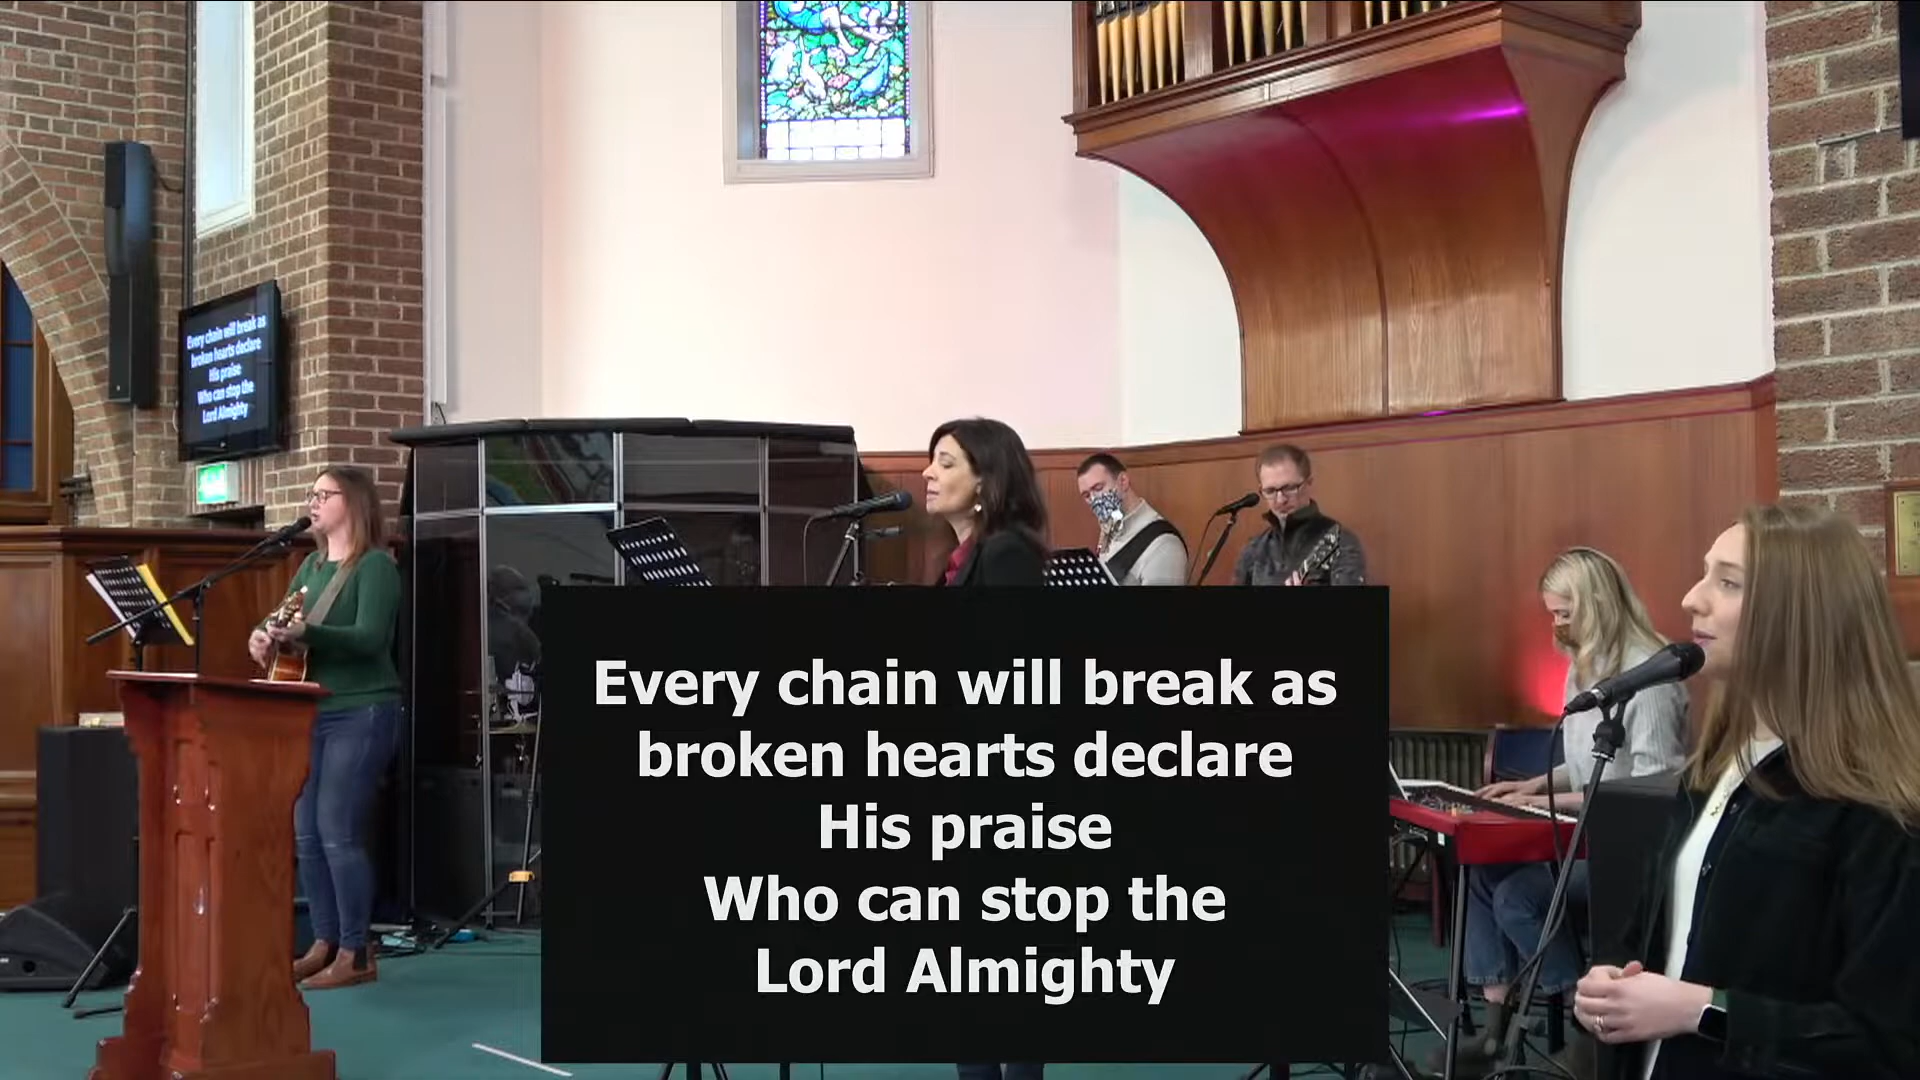 Every chain will break as
broken hearts declare
His praise
Who can stop the
Lord Almighty
Every chain will break as
broken hearts declare
His praise
Who can stop the
Lord Almighty